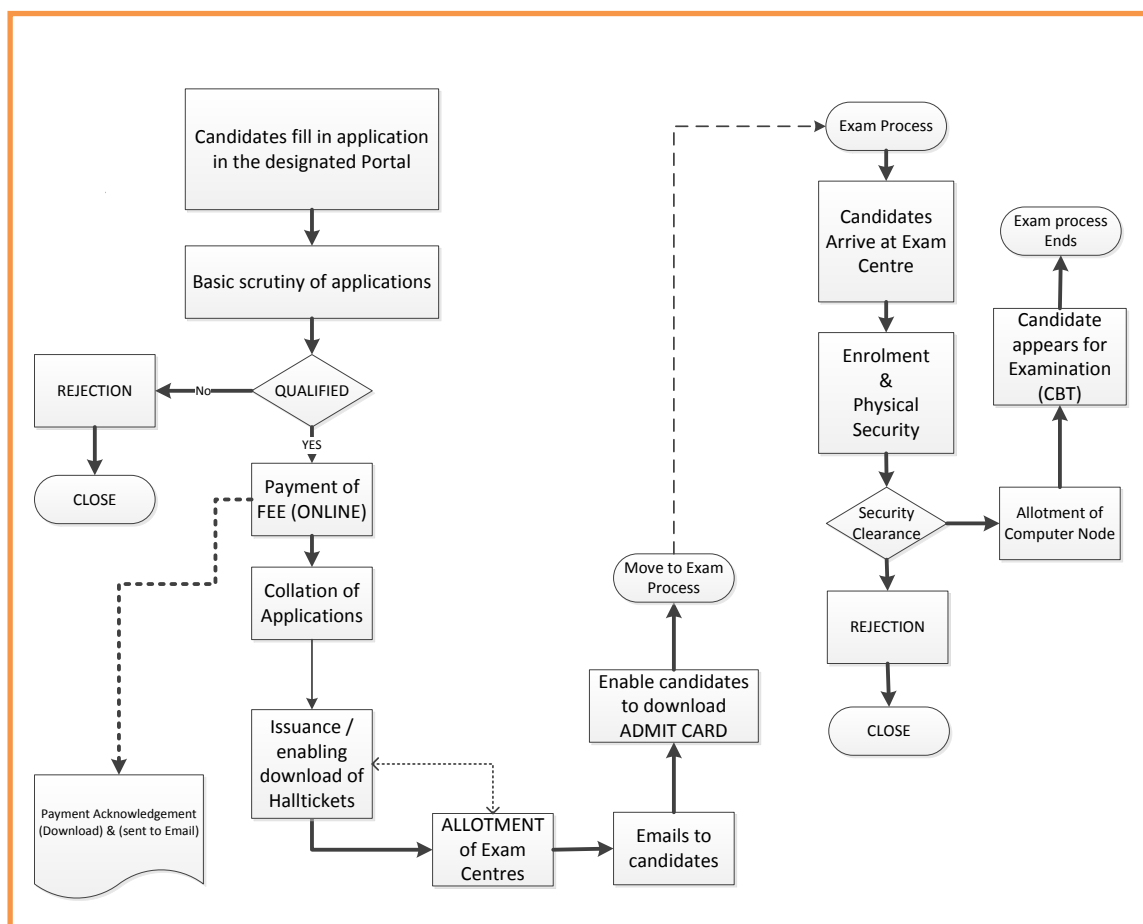 Candidates fill in application
in the designated Portal
Basic scrutiny of applications
QUALIFIED
No
REJECTION
CLOSE
YES
Payment of
FEE (ONLINE)
Collation of
Applications
Issuance /
enabling
download of
Halltickets
Payment Acknowledgement
(Download) & (sent to Email)
ALLOTMENT
of Exam
Centres
Emails to
candidates
Enable candidates
to download
ADMIT CARD
Move to Exam
Process
Exam Process
Candidates
Arrive at Exam
Centre
Enrolment
&
Physical
Security
Security
Clearance
REJECTION
CLOSE
Allotment of
Computer Node
Candidate
appears for
Examination
(CBT)
Exam process
Ends